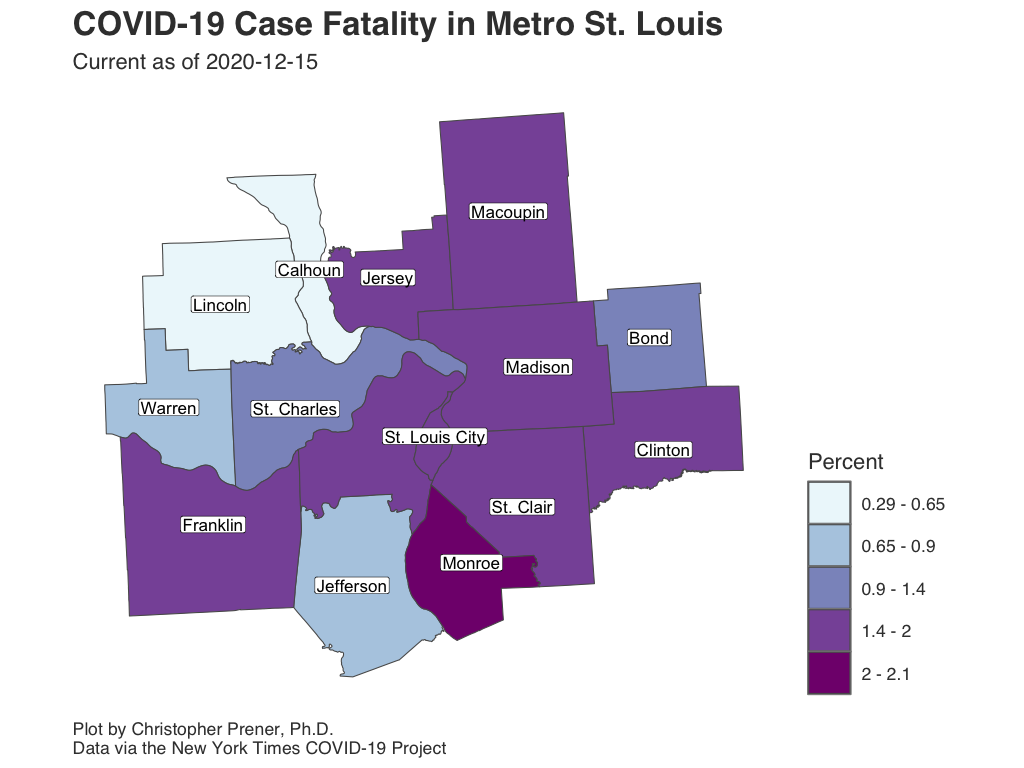 COVID-19 Case Fatality in Metro St. Louis
Current as of 2020-12-15
Macoupin
Calhoun
Jersey
Lincoln
Bond
Madison
Warren
St. Charles
St. Louis City
Clinton
St. Clair
Franklin
Monroe
Jefferson
Percent
0.29 - 0.65
0.65 - 0.9
0.9 - 1.4
1.4 - 2
2 - 2.1
Plot by Christopher Prener, Ph.D.
Data via the New York Times COVID-19 Project